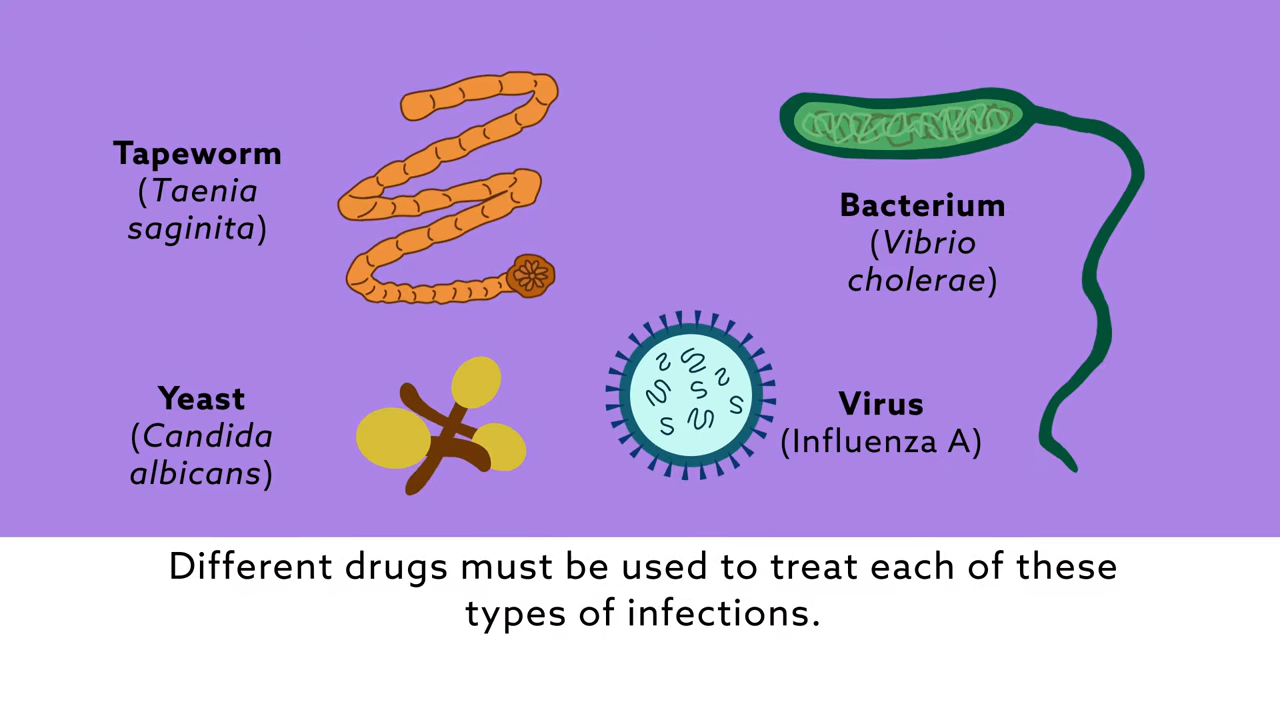 Tapeworm
(Taenia
saginita)
Bacterium
(Vibrio
cholerae)
Yeast
(Candida
albicans)
Virus
(Influenza A)
Different drugs must be used to treat each of these
types of infections.